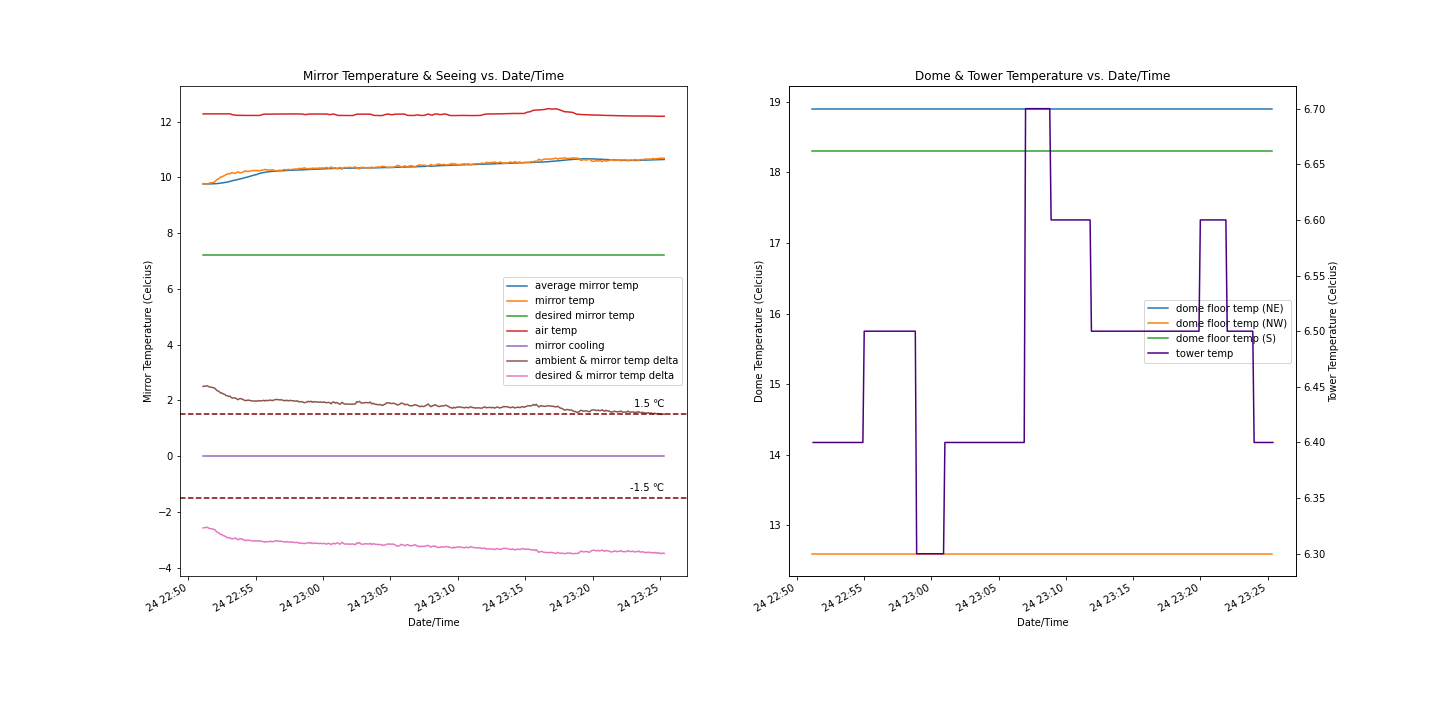 Mirror Temperature & Seeing vs. Date/Time
Mirror Temperature (Celcius)
12
10
8
6
4
2
0
−2
−4
average mirror temp
mirror temp
desired mirror temp
air temp
mirror cooling
ambient & mirror temp delta
desired & mirror temp delta
1.5 ℃
-1.5 ℃
24 22:50
24 22:55
24 23:00
24 23:05
24 23:10
24 23:15
24 23:20
24 23:25
Date/Time
Dome & Tower Temperature vs. Date/Time
Dome Temperature (Celcius)
19
18
17
16
15
14
13
dome floor temp (NE)
dome floor temp (NW)
dome floor temp (S)
tower temp
6.70
6.65
6.60
6.55
6.50
6.45
6.40
6.35
6.30
Tower Temperature (Celcius)
24 22:50
24 22:55
24 23:00
24 23:05
24 23:10
24 23:15
24 23:20
24 23:25
Date/Time